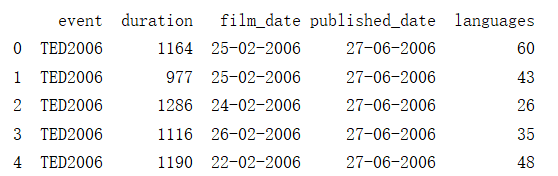 event duration film_date published_date languages
0 TED2006 1164 25-02-2006 27-06-2006 60
1 TED2006 977 25-02-2006 27-06-2006 43
2 TED2006 1286 24-02-2006 27-06-2006 26
3 TED2006 1116 26-02-2006 27-06-2006 35
4 TED2006 1190 22-02-2006 27-06-2006 48